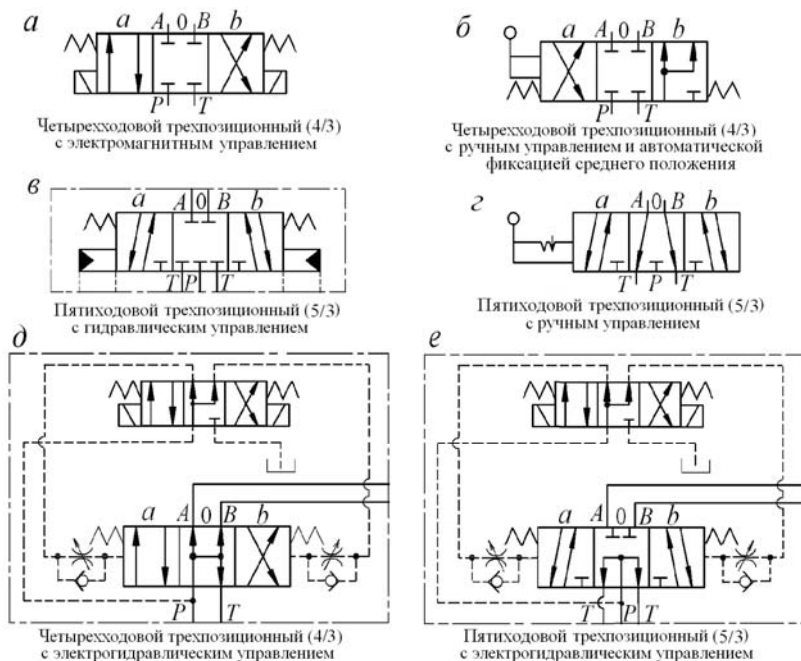 а
a A 0 B b
P T
Четырехходовой трехпозиционный (4/3)
с электромагнитным управлением
б
a A 0 B b
P T
Четырехходовой трехпозиционный (4/3)
с ручным управлением и автоматической
фиксацией среднего положения
в
a A 0 B b
T P T
Пятиходовой трехпозиционный (5/3)
с гидравлическим управлением
г
a A 0 B b
T P T
Пятиходовой трехпозиционный (5/3)
с ручным управлением
д
a A 0 B b
P T
Четырехходовой трехпозиционный (4/3)
с электрогидравлическим управлением
е
a A 0 B b
T P T
Пятиходовой трехпозиционный (5/3)
с электрогидравлическим управлением